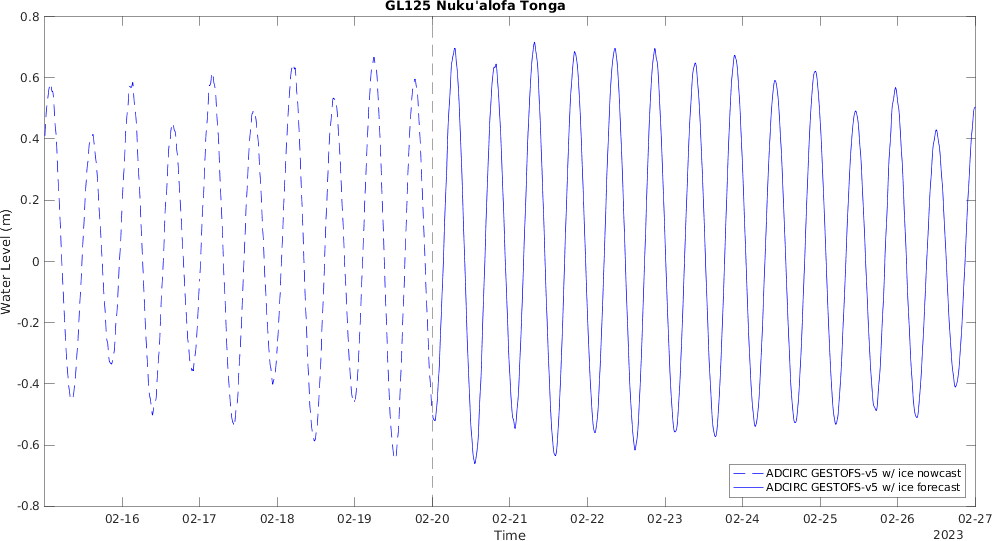 GL125 Nuku'alofa Tonga
0.8
0.6
0.4
0.2
0
-0.2
-0.4
-0.6
-0.8
Water Level (m)
ADCIRC GESTOFS-v5 w/ ice nowcast
ADCIRC GESTOFS-v5 w/ ice forecast
02-16 02-17 02-18 02-19 02-20 02-21 02-22 02-23 02-24 02-25 02-26 02-27
Time
2023